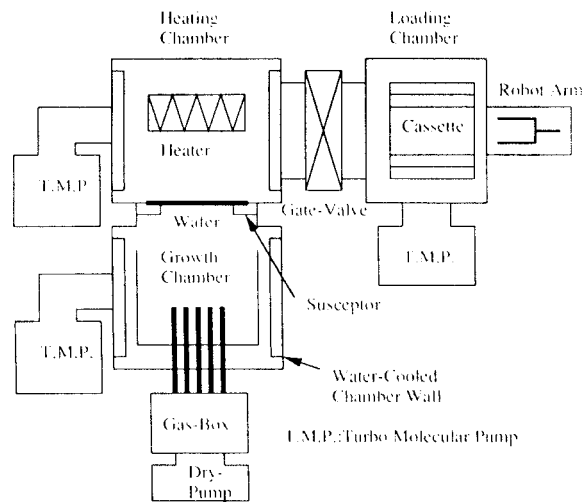 Heating
Chamber
Loading
Chamber
Robot Arm
Cassette
Heater
T.M.P
Wafer
Gate-Valve
Growth
Chamber
T.M.P.
Susceptor
T.M.P.
Water-Cooled
Chamber Wall
Gas-Box
T.M.P.:Turbo Molecular Pump
Dry-
Pump